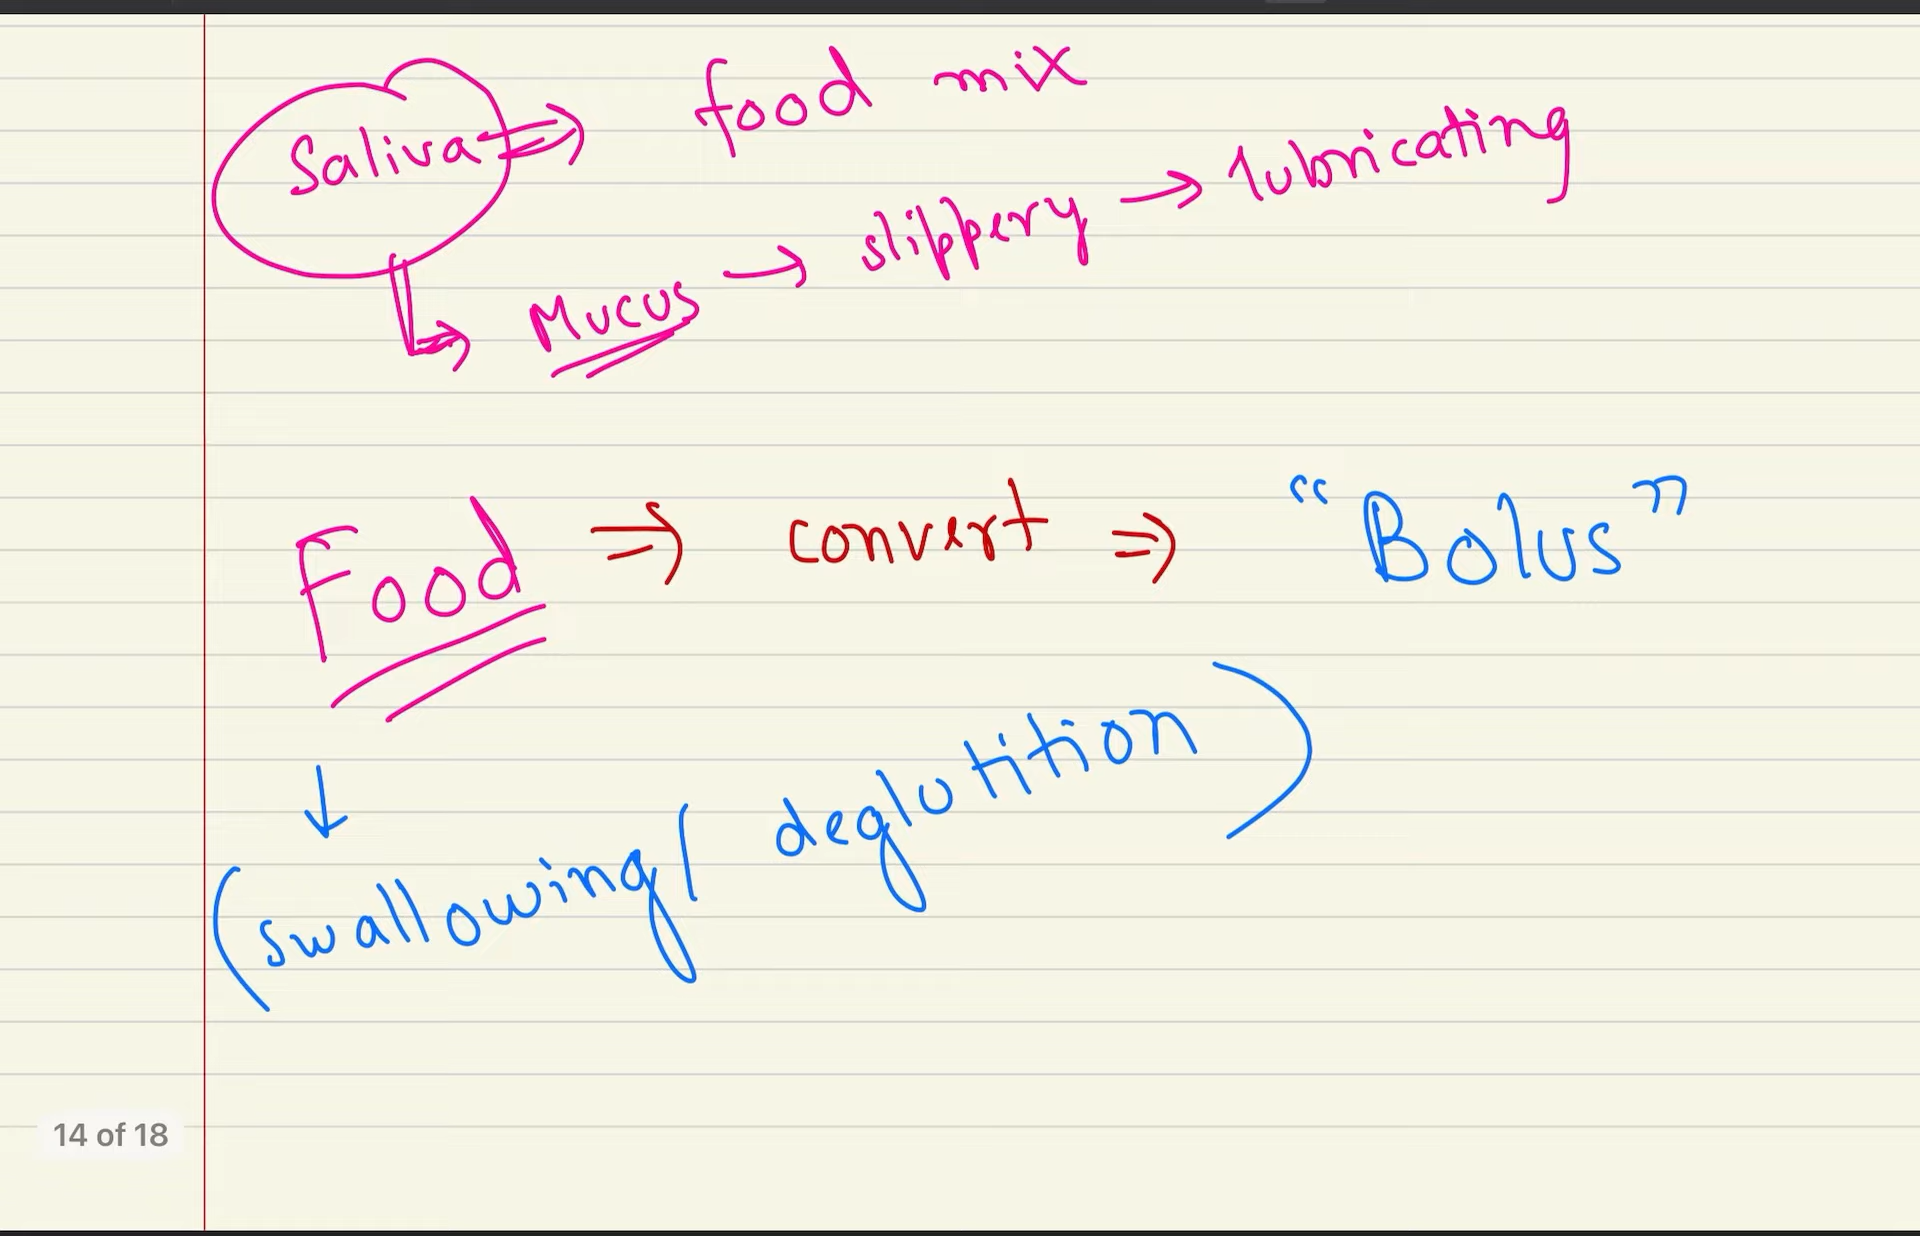 Saliva ⇒ food mix
⇒ Mucus → slippery → lubricating
Food ⇒ convert ⇒ "Bolus"
↓
(swallowing / deglutition)
14 of 18